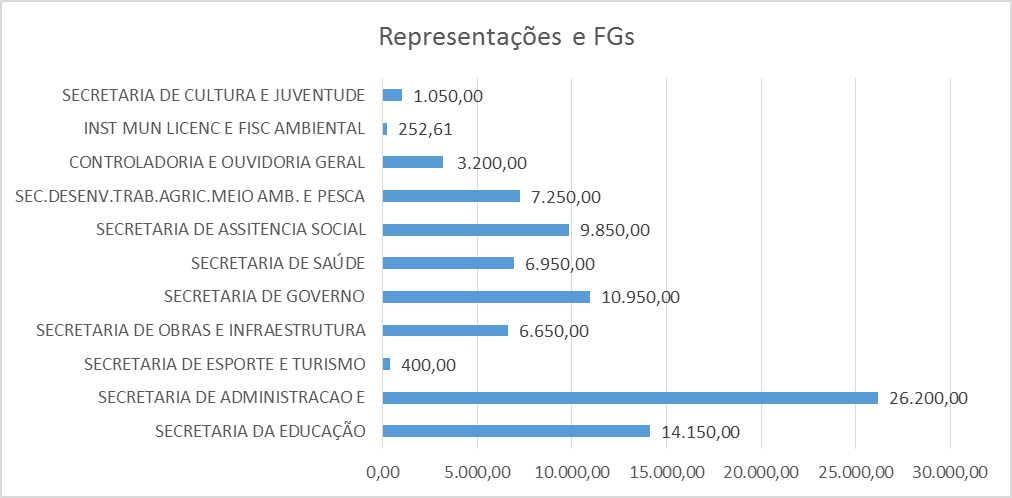 Representações e FGs
SECRETARIA DE CULTURA E JUVENTUDE 1.050,00
INST MUN LICENC E FISC AMBIENTAL 252,61
CONTROLADORIA E OUVIDORIA GERAL 3.200,00
SEC.DESENV.TRAB.AGRIC.MEIO AMB. E PESCA 7.250,00
SECRETARIA DE ASSITENCIA SOCIAL 9.850,00
SECRETARIA DE SAÚDE 6.950,00
SECRETARIA DE GOVERNO 10.950,00
SECRETARIA DE OBRAS E INFRAESTRUTURA 6.650,00
SECRETARIA DE ESPORTE E TURISMO 400,00
SECRETARIA DE ADMINISTRACAO E 26.200,00
SECRETARIA DA EDUCAÇÃO 14.150,00
0,00 5.000,00 10.000,00 15.000,00 20.000,00 25.000,00 30.000,00